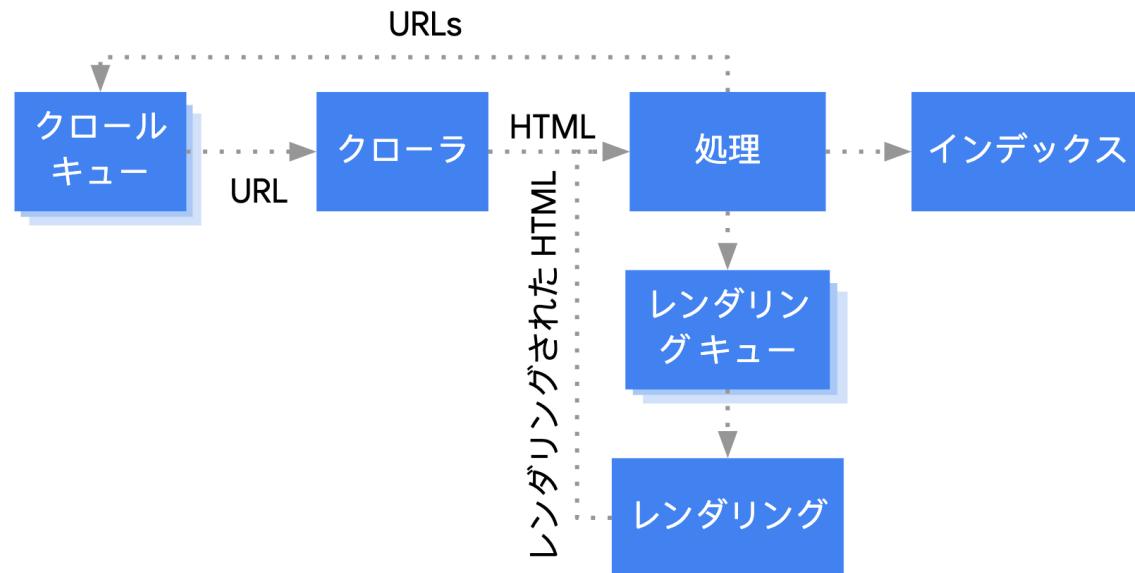 URLs
クロール
キュー
URL
クローラ
HTML
処理
インデックス
レンダリングされた HTML
レンダリン
グ キュー
レンダリング